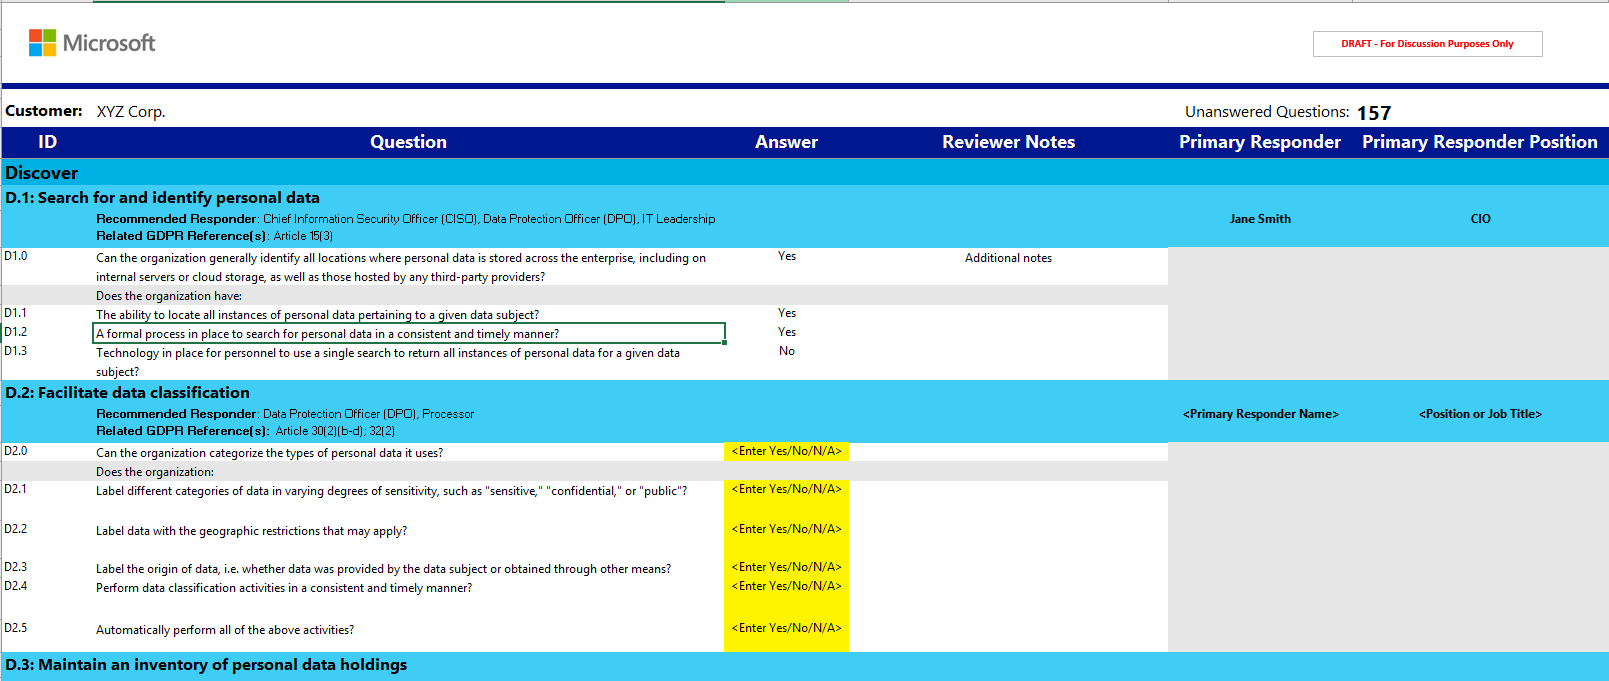 Microsoft
DRAFT - For Discussion Purposes Only
Customer: XYZ Corp.
Unanswered Questions: 157
ID Question Answer Reviewer Notes Primary Responder Primary Responder Position
Discover
D.1: Search for and identify personal data
Recommended Responder: Chief Information Security Officer (CISO), Data Protection Officer (DPO), IT Leadership
Jane Smith CIO
Related GDPR Reference(s): Article 15(3)
D1.0 Can the organization generally identify all locations where personal data is stored across the enterprise, including on Yes Additional notes
internal servers or cloud storage, as well as those hosted by any third-party providers?
Does the organization have:
D1.1 The ability to locate all instances of personal data pertaining to a given data subject? Yes
D1.2 A formal process in place to search for personal data in a consistent and timely manner? Yes
D1.3 Technology in place for personnel to use a single search to return all instances of personal data for a given data No
subject?
D.2: Facilitate data classification
Recommended Responder: Data Protection Officer (DPO), Processor
<Primary Responder Name> <Position or Job Title>
Related GDPR Reference(s): Article 30(2)(b-d); 32(2)
D2.0 Can the organization categorize the types of personal data it uses? <Enter Yes/No/N/A>
Does the organization:
D2.1 Label different categories of data in varying degrees of sensitivity, such as "sensitive," "confidential," or "public"? <Enter Yes/No/N/A>
D2.2 Label data with the geographic restrictions that may apply? <Enter Yes/No/N/A>
D2.3 Label the origin of data, i.e. whether data was provided by the data subject or obtained through other means? <Enter Yes/No/N/A>
D2.4 Perform data classification activities in a consistent and timely manner? <Enter Yes/No/N/A>
D2.5 Automatically perform all of the above activities? <Enter Yes/No/N/A>
D.3: Maintain an inventory of personal data holdings